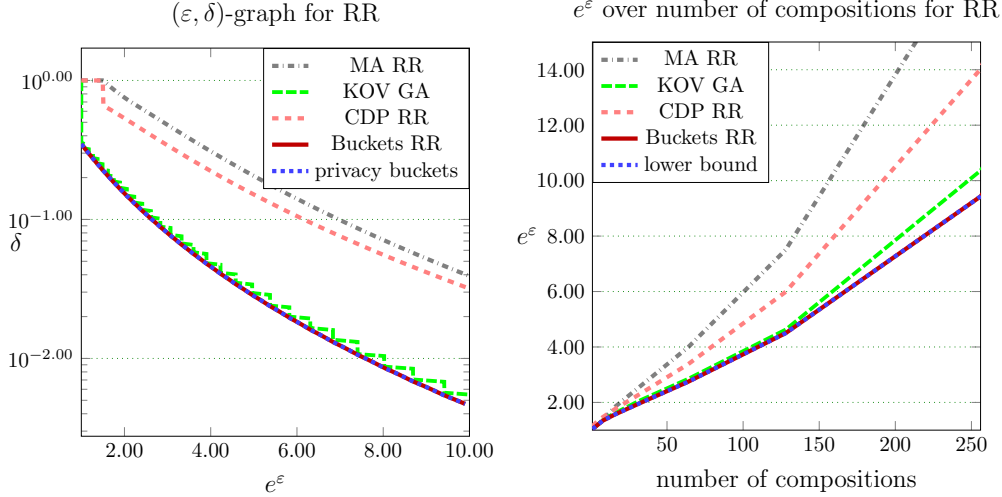 (ε, δ)-graph for RR
10^0.00
10^−1.00
10^−2.00
δ
2.00 4.00 6.00 8.00 10.00
e^ε
MA RR
KOV GA
CDP RR
Buckets RR
privacy buckets
e^ε over number of compositions for RR
14.00
12.00
10.00
8.00
6.00
4.00
2.00
e^ε
50 100 150 200 250
number of compositions
MA RR
KOV GA
CDP RR
Buckets RR
lower bound